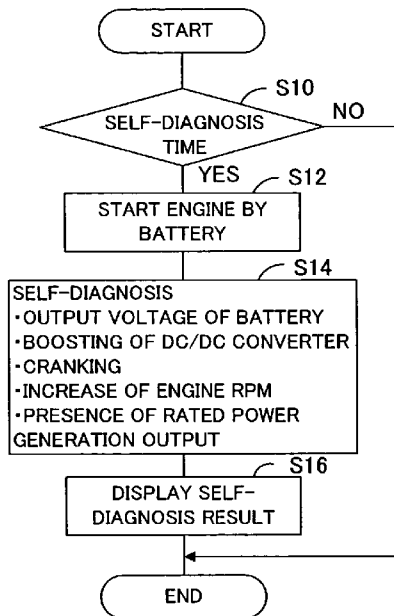 START
S10
SELF-DIAGNOSIS
TIME
NO
YES
S12
START ENGINE BY
BATTERY
S14
SELF-DIAGNOSIS
・OUTPUT VOLTAGE OF BATTERY
・BOOSTING OF DC/DC CONVERTER
・CRANKING
・INCREASE OF ENGINE RPM
・PRESENCE OF RATED POWER
GENERATION OUTPUT
S16
DISPLAY SELF-
DIAGNOSIS RESULT
END